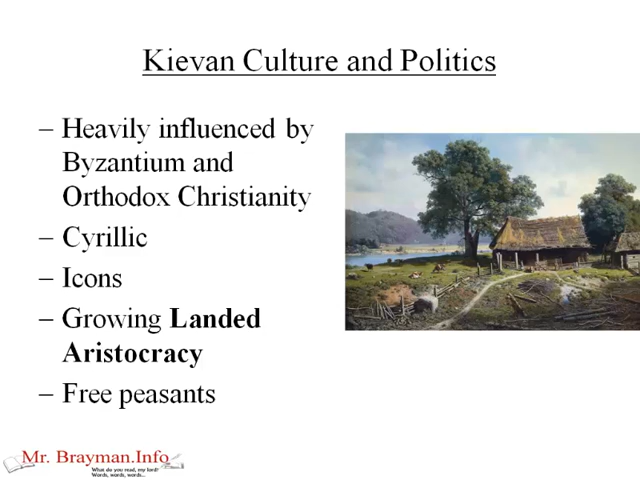 Kievan Culture and Politics
– Heavily influenced by
Byzantium and
Orthodox Christianity
– Cyrillic
– Icons
– Growing Landed
Aristocracy
– Free peasants
Mr. Brayman.Info
What do you read, my lord?
Words, words, words...